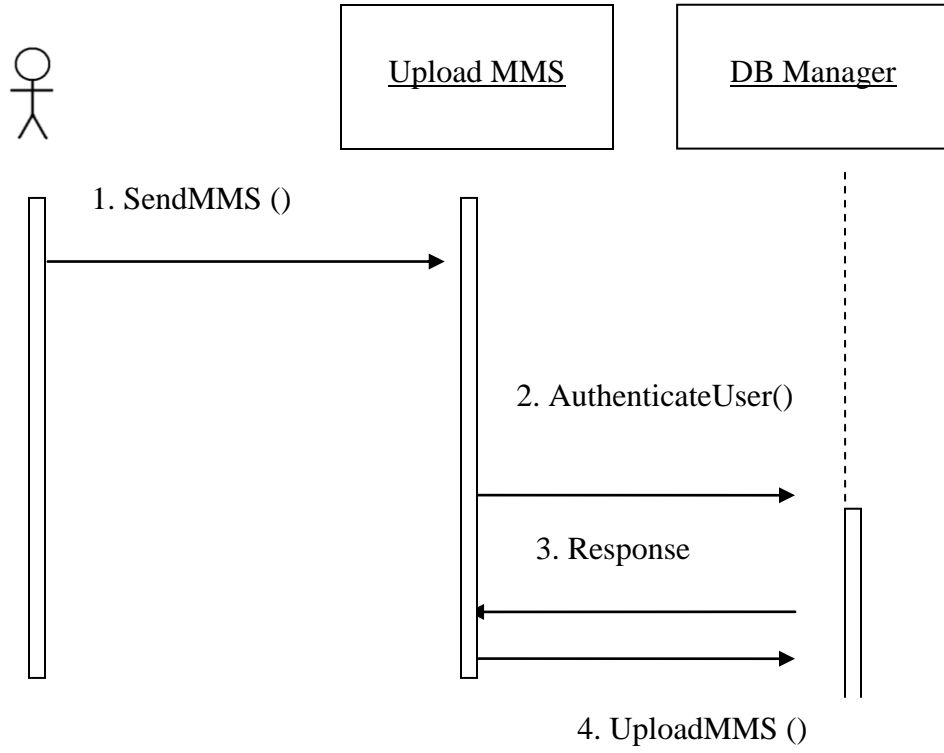 Upload MMS
DB Manager
1. SendMMS ()
2. AuthenticateUser()
3. Response
4. UploadMMS ()